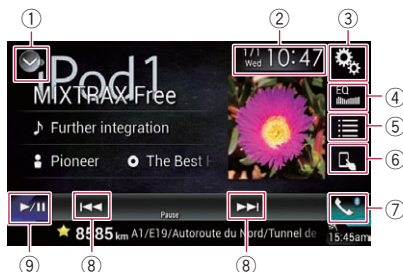 ① ② ③
iPod1
1/1 Wed 10:47
MIXTRAX Free
EQ ④
♪ Further integration
⑤
Pioneer The Best H
⑥
Pause
⑦
★ 8585 km A1/E19/Autoroute du Nord/Tunnel de
15:45am
⑨ ⑧ ⑧